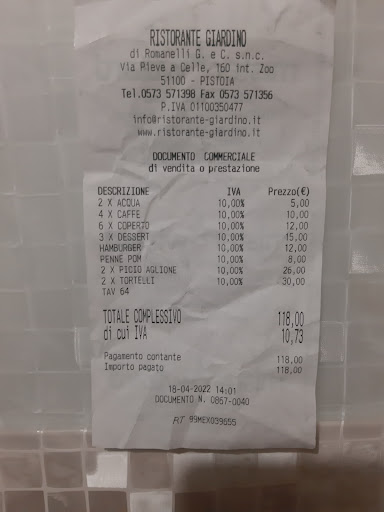 RISTORANTE GIARDINO
di Romanelli G. e C. s.n.c.
Via Pieve a Celle, 160 int. Zoo
51100 - PISTOIA
Tel.0573 571398 Fax 0573 571356
P.IVA 01100350477
info@ristorante-giardino.it
www.ristorante-giardino.it
DOCUMENTO COMMERCIALE
di vendita o prestazione
DESCRIZIONE IVA Prezzo(€)
2 X ACQUA 10,00% 5,00
4 X CAFFE 10,00% 10,00
6 X COPERTO 10,00% 12,00
3 X DESSERT 10,00% 15,00
HAMBURGER 10,00% 12,00
PENNE POM 10,00% 8,00
2 X PICIO AGLIONE 10,00% 26,00
2 X TORTELLI 10,00% 30,00
TAV 64
TOTALE COMPLESSIVO 118,00
di cui IVA 10,73
Pagamento contante 118,00
Importo pagato 118,00
18-04-2022 14:01
DOCUMENTO N. 0867-0040
RT 99MEX039655